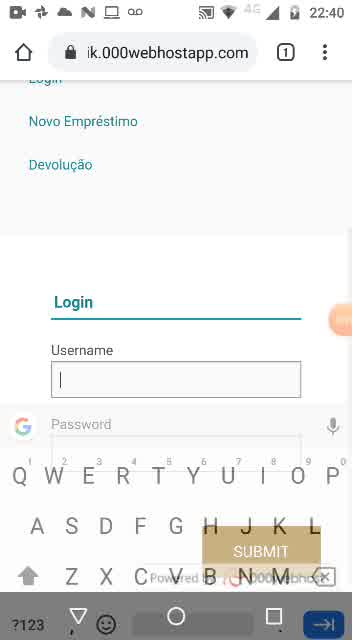 4G 22:40
ik.000webhostapp.com 1
Login
Novo Empréstimo
Devolução
Login
Username
Password
1 2 3 4 5 6 7 8 9 0
Q W E R T Y U I O P
A S D F G H J K L
SUBMIT
Z X C V B N M
Powered by 000webhost
?123 ,